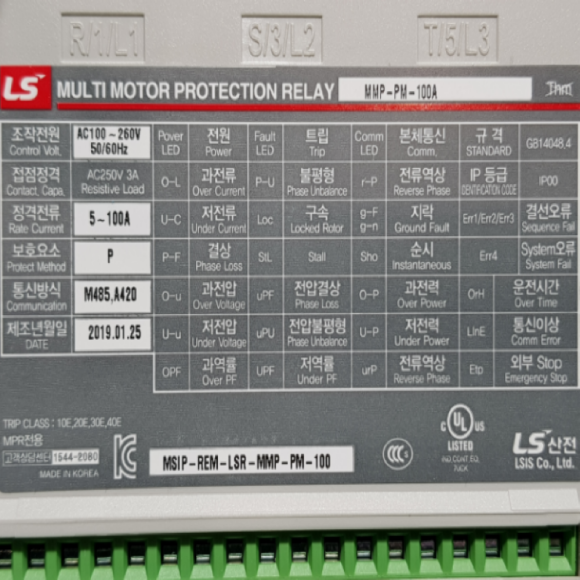 R/1/L1 S/3/L2 T/5/L3
LS MULTI MOTOR PROTECTION RELAY MMP-PM-100A
조작전원 AC100 ~ 260V Power 전원 Fault 트립 Comm 본체통신 규 격 GB14048.4
Control Volt. 50/60Hz LED Power LED Trip LED Comm. STANDARD
접점정격 AC250V 3A O-L 과전류 P-U 불평형 r-P 전류역상 IP 등급 IP00
Contact. Capa. Resistive Load Over Current Phase Unbalance Reverse Phase IDENTIFICATION CODE
정격전류 5~100A U-C 저전류 Loc 구속 g-F 지락 Err1/Err2/Err3 결선오류
Rate Current Under Current Locked Rotor g-n Ground Fault Sequence Fail
보호요소 P P-F 결상 StL Stall Sho 순시 Err4 System오류
Protect Method Phase Loss Instantaneous System Fail
통신방식 M485,A420 O-u 과전압 uPF 전압결상 O-P 과전력 OrH 운전시간
Communication Over Voltage Phase Loss Over Power Over Time
제조년월일 2019.01.25 U-u 저전압 uPU 전압불평형 U-P 저전력 LInE 통신이상
DATE Under Voltage Phase Unbalance Under Power Comm Error
OPF 과역률 UPF 저역률 urP 전류역상 Etp 외부 Stop
Over PF Under PF Reverse Phase Emergency Stop
TRIP CLASS : 10E,20E,30E,40E
MPR전용
고객상담센터 1544-2080
MADE IN KOREA
MSIP-REM-LSR-MMP-PM-100
CCC
c UL us
LISTED
IND.CONT.EQ.
LS 산전
LSIS Co., Ltd.